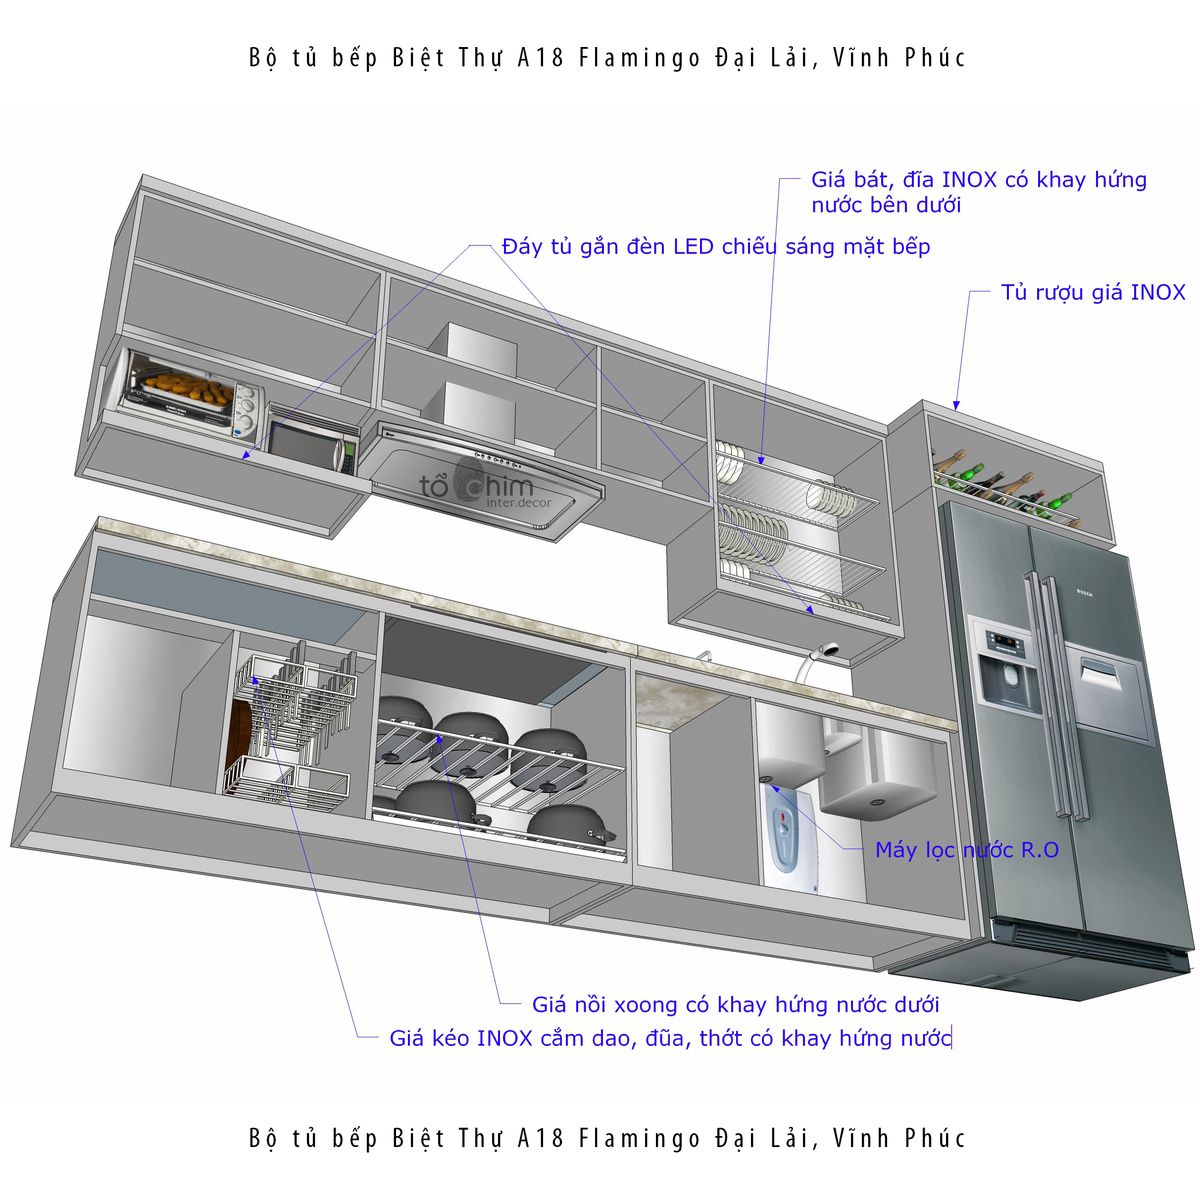 Bộ tủ bếp Biệt Thự A18 Flamingo Đại Lải, Vĩnh Phúc
Giá bát, đĩa INOX có khay hứng
nước bên dưới
Đáy tủ gắn đèn LED chiếu sáng mặt bếp
Tủ rượu giá INOX
tổ chim
inter.decor
BOSCH
Máy lọc nước R.O
Giá nồi xoong có khay hứng nước dưới
Giá kéo INOX cắm dao, đũa, thớt có khay hứng nước
Bộ tủ bếp Biệt Thự A18 Flamingo Đại Lải, Vĩnh Phúc